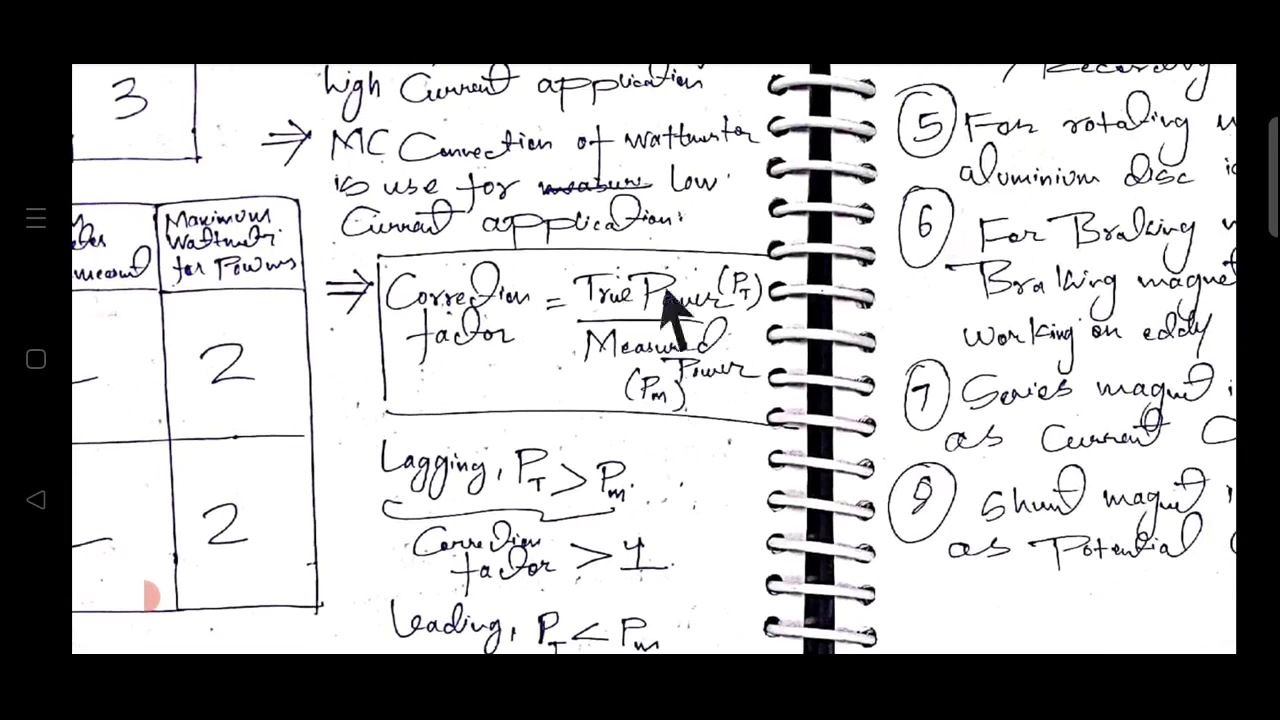 3
High Current application
⇒ MC Connection of wattmeter
is use for measure low
Current application.
Maximum
wattmeter
for Powers
2
2
⇒ Correction factor = True Power (PT)
Measured Power
(Pm)
Lagging, PT > Pm.
Correction
factor > 1.
Leading, PT < Pm
5 For rotating
aluminium disc
6 For Braking
Braking magnet
working on eddy
7 Series magnet
as Current
8 Shunt magnet
as Potential